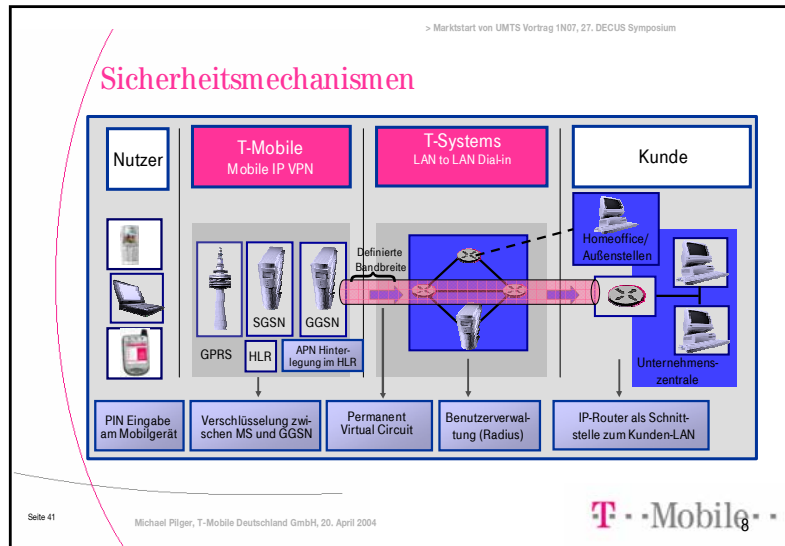 > Marktstart von UMTS Vortrag 1N07, 27. DECUS Symposium
Sicherheitsmechanismen
Nutzer
T-Mobile
Mobile IP VPN
T-Systems
LAN to LAN Dial-in
Kunde
Definierte
Bandbreite
Homeoffice/
Außenstellen
SGSN
GGSN
GPRS
HLR
APN Hinter-
legung im HLR
Unternehmens-
zentrale
PIN Eingabe
am Mobilgerät
Verschlüsselung zwi-
schen MS und GGSN
Permanent
Virtual Circuit
Benutzerverwal-
tung (Radius)
IP-Router als Schnitt-
stelle zum Kunden-LAN
Seite 41
Michael Pilger, T-Mobile Deutschland GmbH, 20. April 2004
T··Mobile··
8